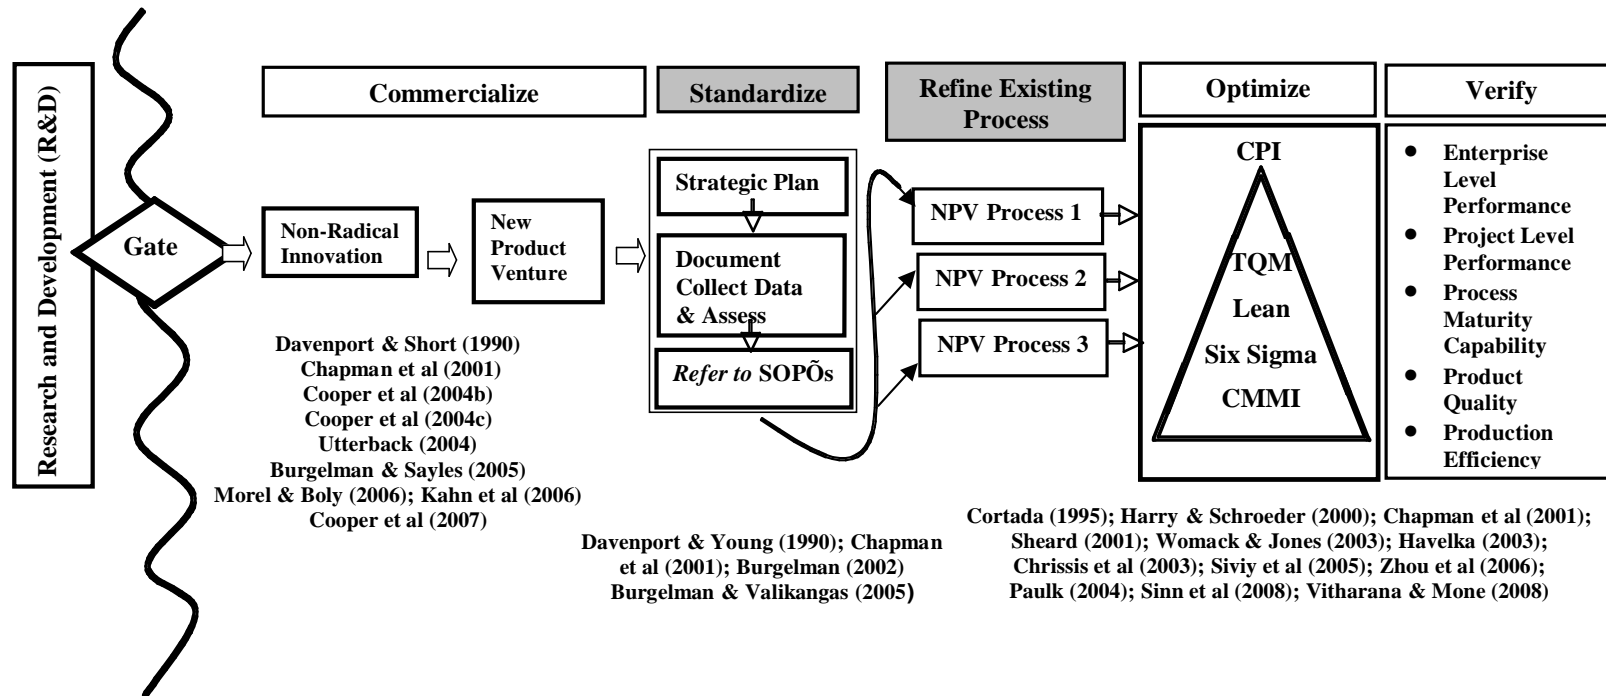 Research and Development (R&D)
Gate
Commercialize
Non-Radical
Innovation
New
Product
Venture
Davenport & Short (1990)
Chapman et al (2001)
Cooper et al (2004b)
Cooper et al (2004c)
Utterback (2004)
Burgelman & Sayles (2005)
Morel & Boly (2006); Kahn et al (2006)
Cooper et al (2007)
Standardize
Strategic Plan
Document
Collect Data
& Assess
Refer to SOPÕs
Davenport & Young (1990); Chapman
et al (2001); Burgelman (2002)
Burgelman & Valikangas (2005)
Refine Existing
Process
NPV Process 1
NPV Process 2
NPV Process 3
Optimize
CPI
TQM
Lean
Six Sigma
CMMI
Verify
● Enterprise
Level
Performance
● Project Level
Performance
● Process
Maturity
Capability
● Product
Quality
● Production
Efficiency
Cortada (1995); Harry & Schroeder (2000); Chapman et al (2001);
Sheard (2001); Womack & Jones (2003); Havelka (2003);
Chrissis et al (2003); Siviy et al (2005); Zhou et al (2006);
Paulk (2004); Sinn et al (2008); Vitharana & Mone (2008)